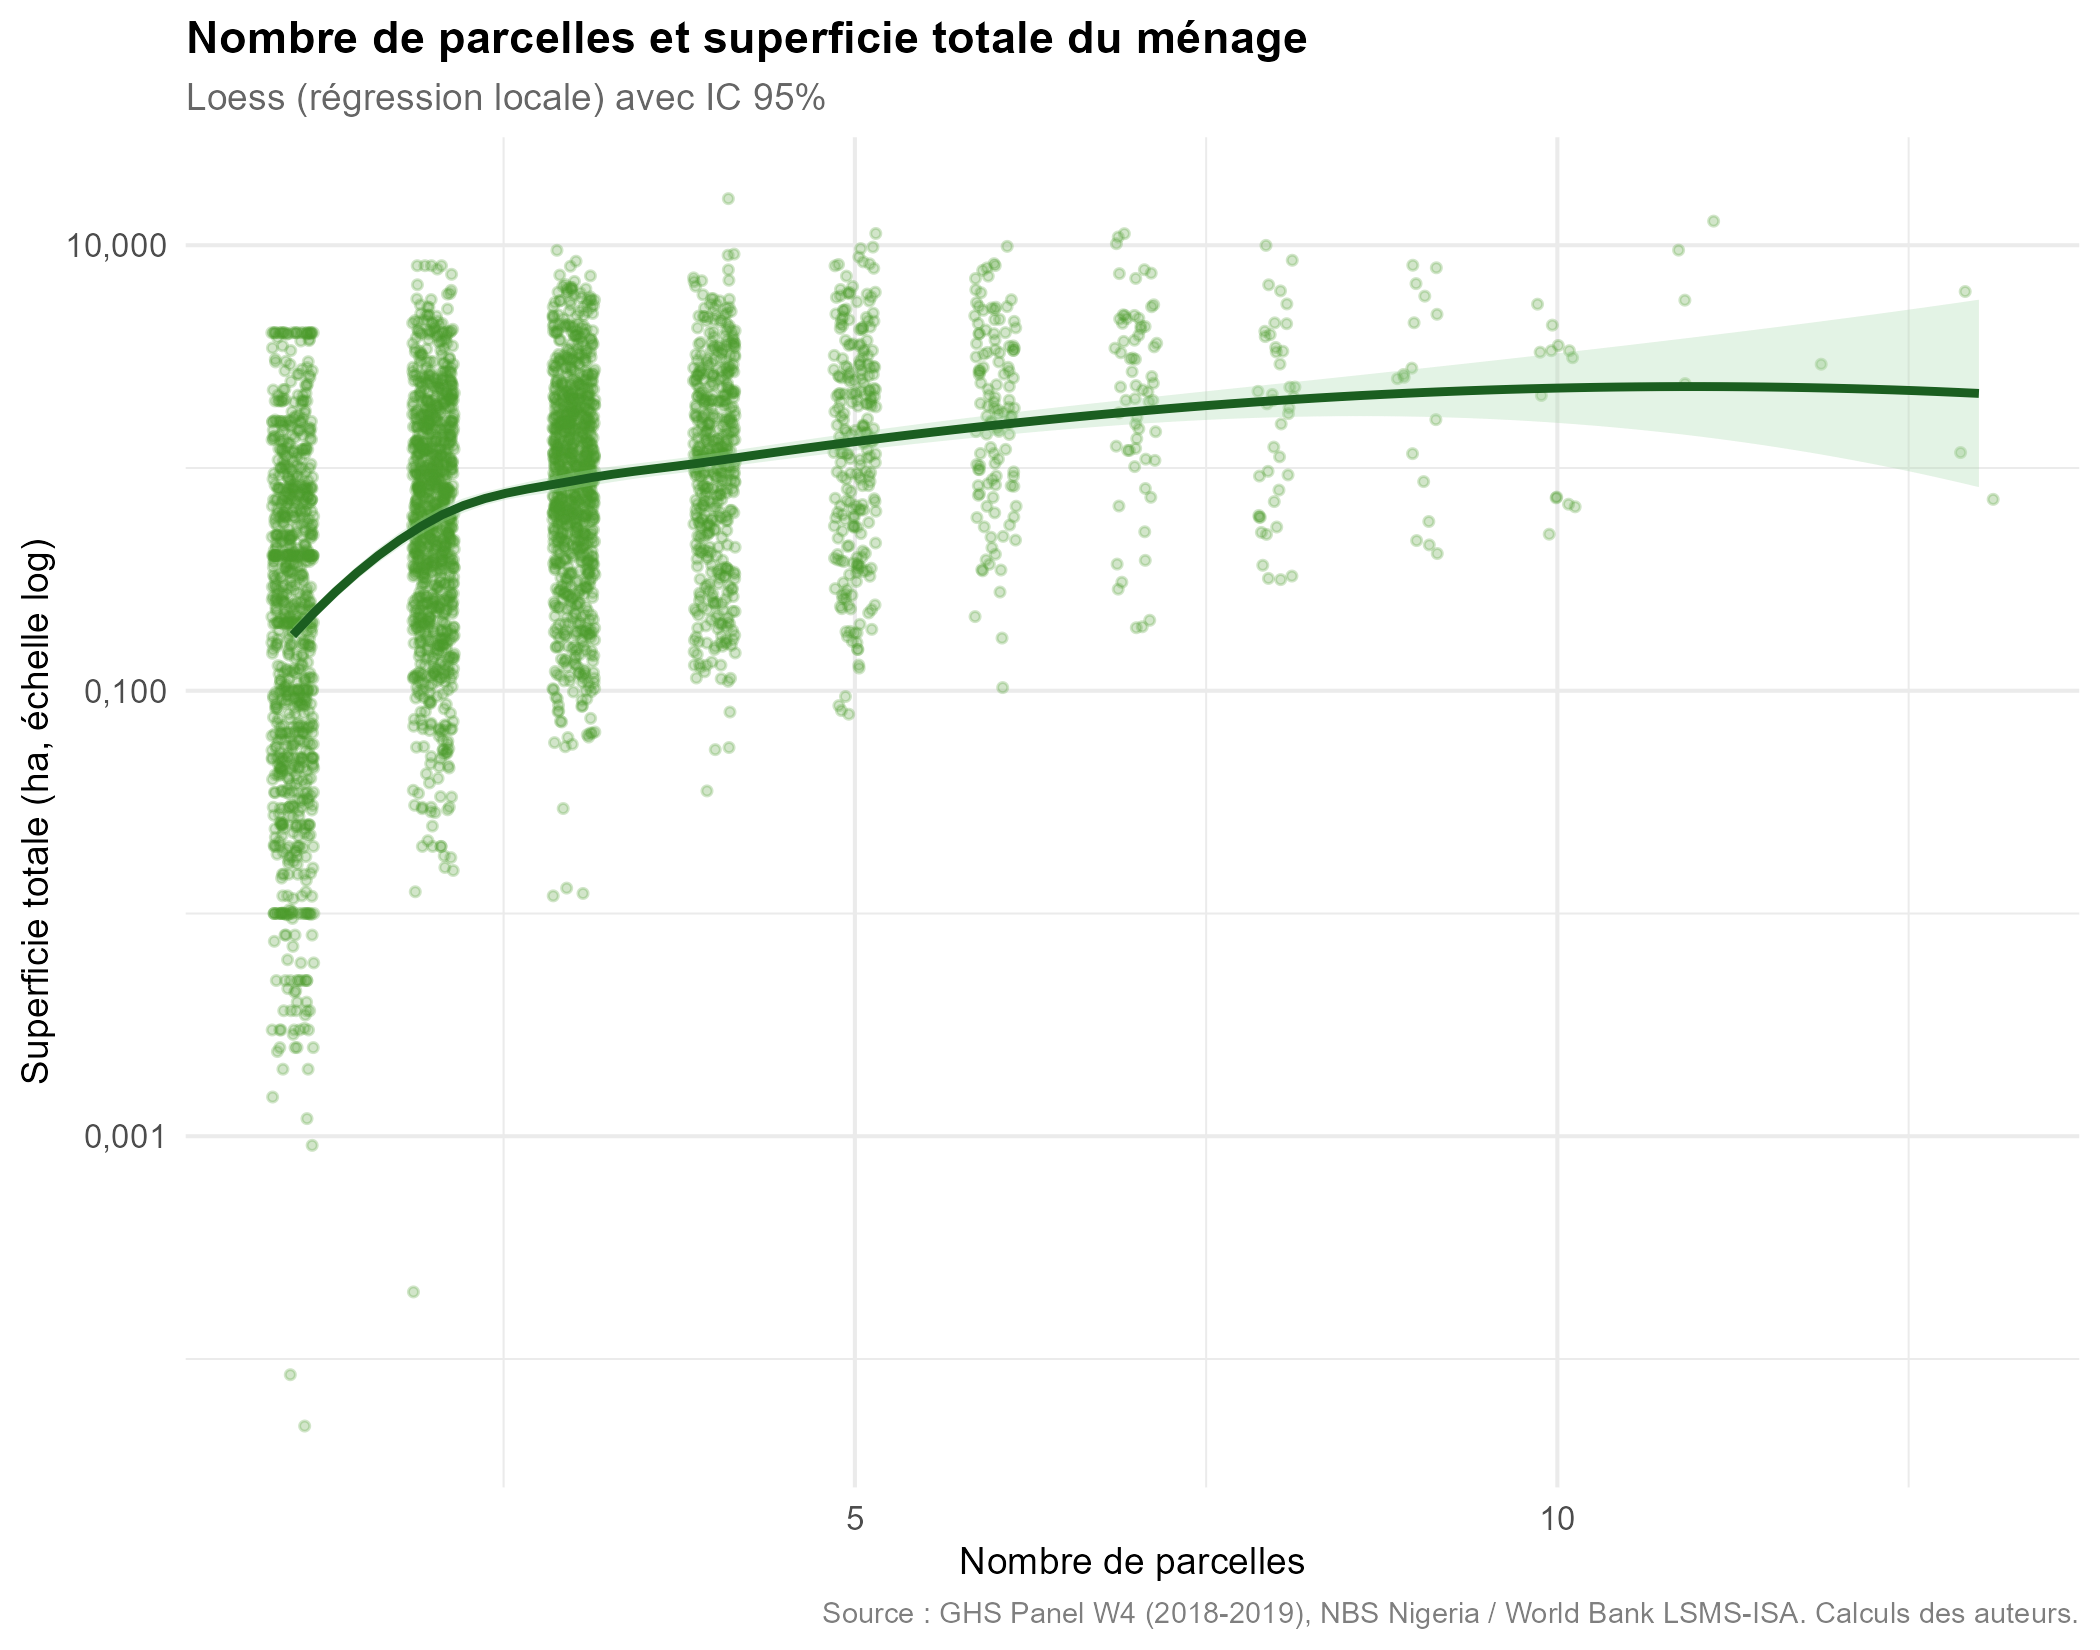 Nombre de parcelles et superficie totale du ménage
Loess (régression locale) avec IC 95%
Superficie totale (ha, échelle log)
10,000
0,100
0,001
5
10
Nombre de parcelles
Source : GHS Panel W4 (2018-2019), NBS Nigeria / World Bank LSMS-ISA. Calculs des auteurs.